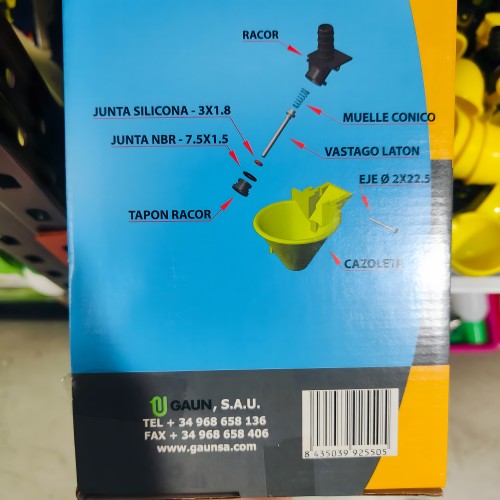 RACOR
JUNTA SILICONA - 3X1.8
MUELLE CONICO
JUNTA NBR - 7.5X1.5
VASTAGO LATON
EJE Ø 2X22.5
TAPON RACOR
CAZOLETA
GAUN, S.A.U.
TEL + 34 968 658 136
FAX + 34 968 658 406
www.gaunsa.com
8 435039 925505